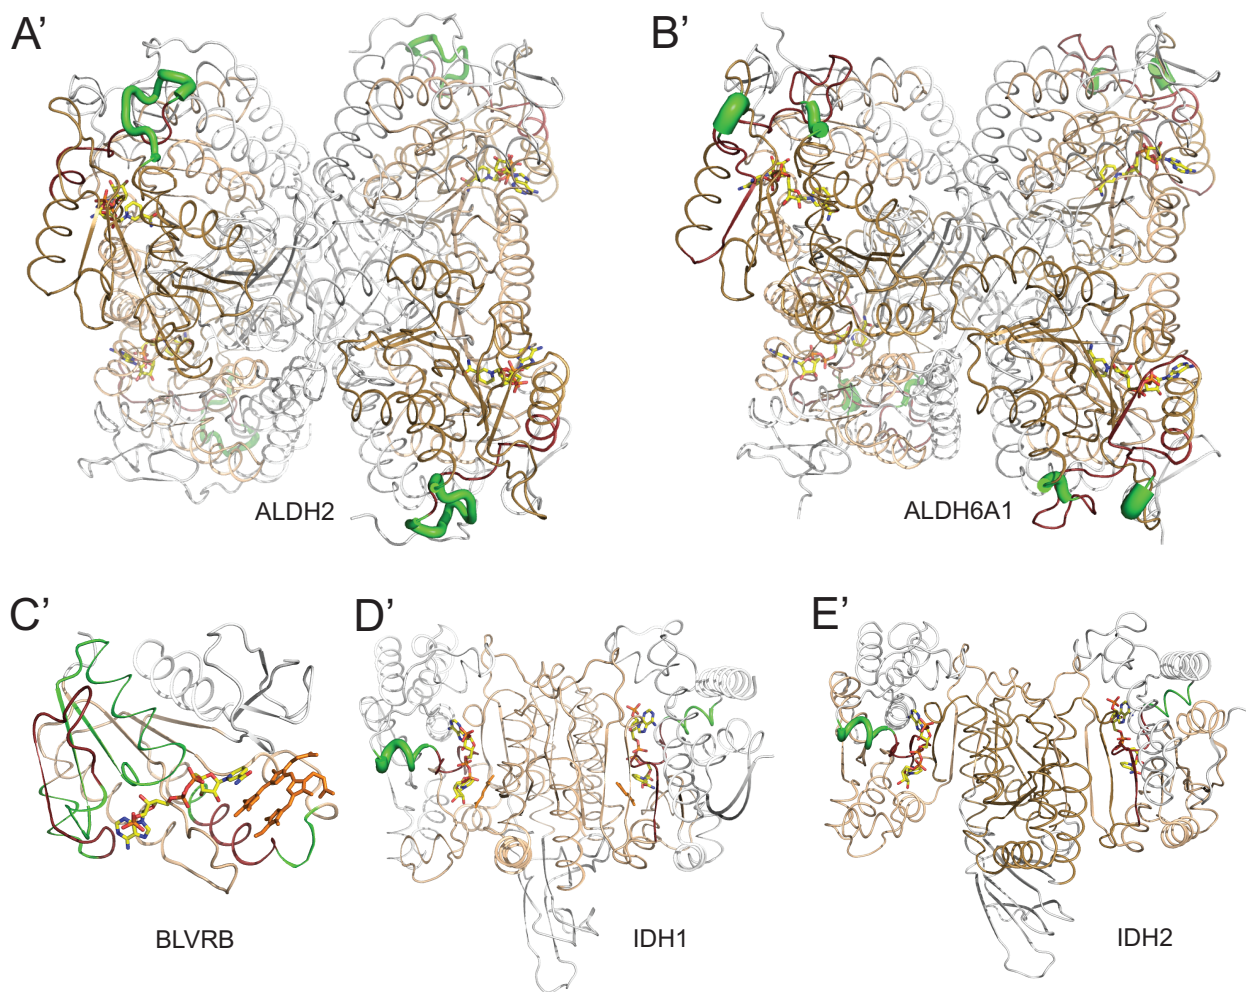 A’
B’
ALDH2
ALDH6A1
C’
D’
E’
BLVRB
IDH1
IDH2